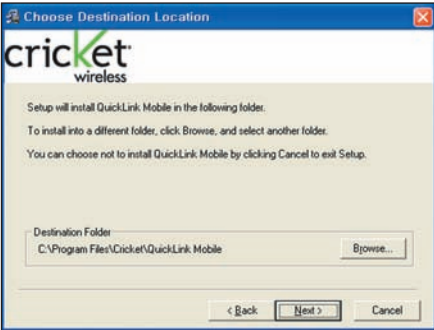 Choose Destination Location
cricket
wireless
Setup will install QuickLink Mobile in the following folder.
To install into a different folder, click Browse, and select another folder.
You can choose not to install QuickLink Mobile by clicking Cancel to exit Setup.
Destination Folder
C:\Program Files\Cricket\QuickLink Mobile
Browse...
< Back
Next >
Cancel